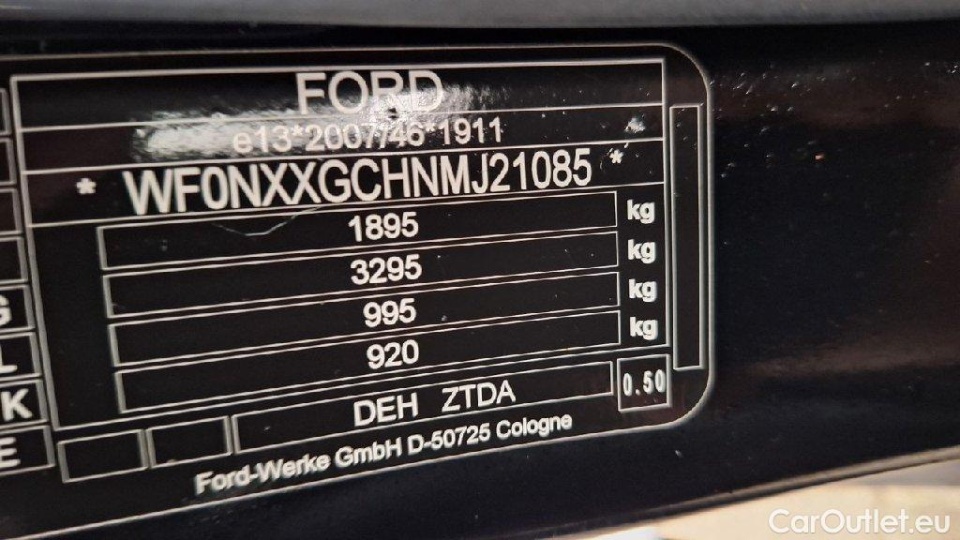 FORD
e13*2007/46*1911
* WF0NXXGCHNMJ21085 *
1895 kg
3295 kg
995 kg
920 kg
G
L
K
E
DEH ZTDA
0.50
Ford-Werke GmbH D-50725 Cologne
CarOutlet.eu